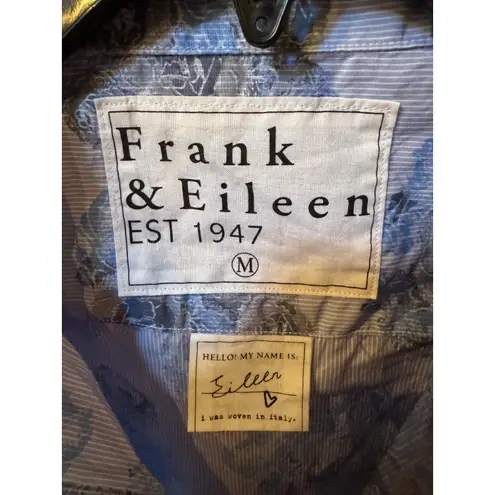 Frank
& Eileen
EST 1947
M
HELLO! MY NAME IS:
Eileen
i was woven in italy.